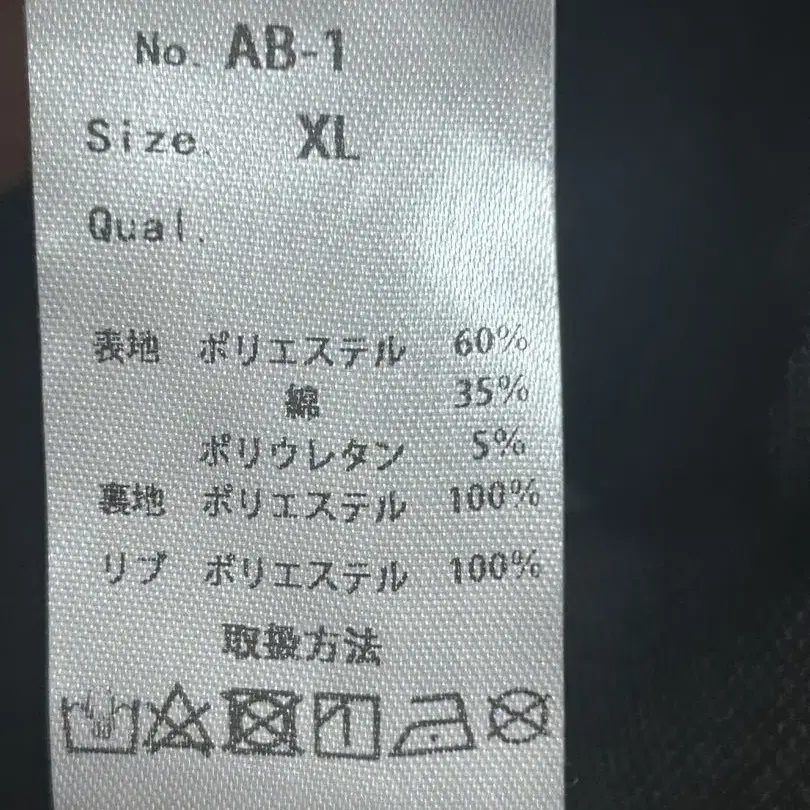 No. AB-1
Size. XL
Qual.
表地 ポリエステル 60%
綿 35%
ポリウレタン 5%
裏地 ポリエステル 100%
リブ ポリエステル 100%
取扱方法